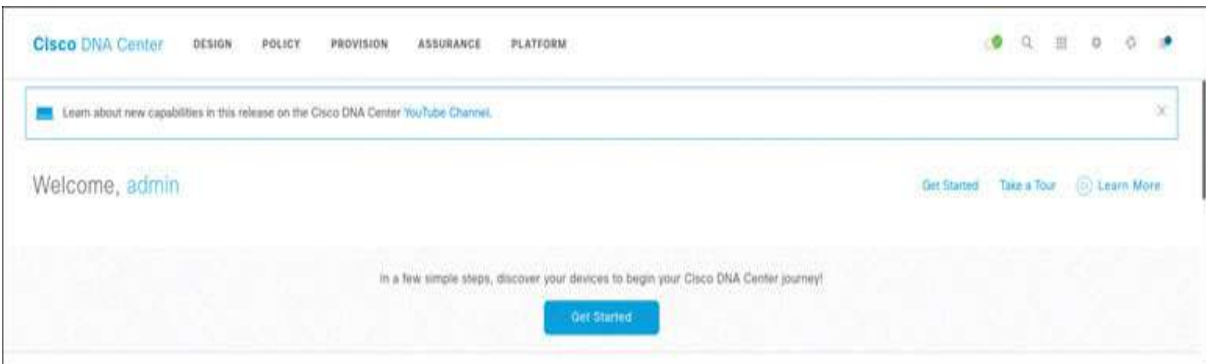 Cisco DNA Center DESIGN POLICY PROVISION ASSURANCE PLATFORM
Learn about new capabilities in this release on the Cisco DNA Center YouTube Channel.
Welcome, admin
Get Started Take a Tour Learn More
In a few simple steps, discover your devices to begin your Cisco DNA Center journey!
Get Started